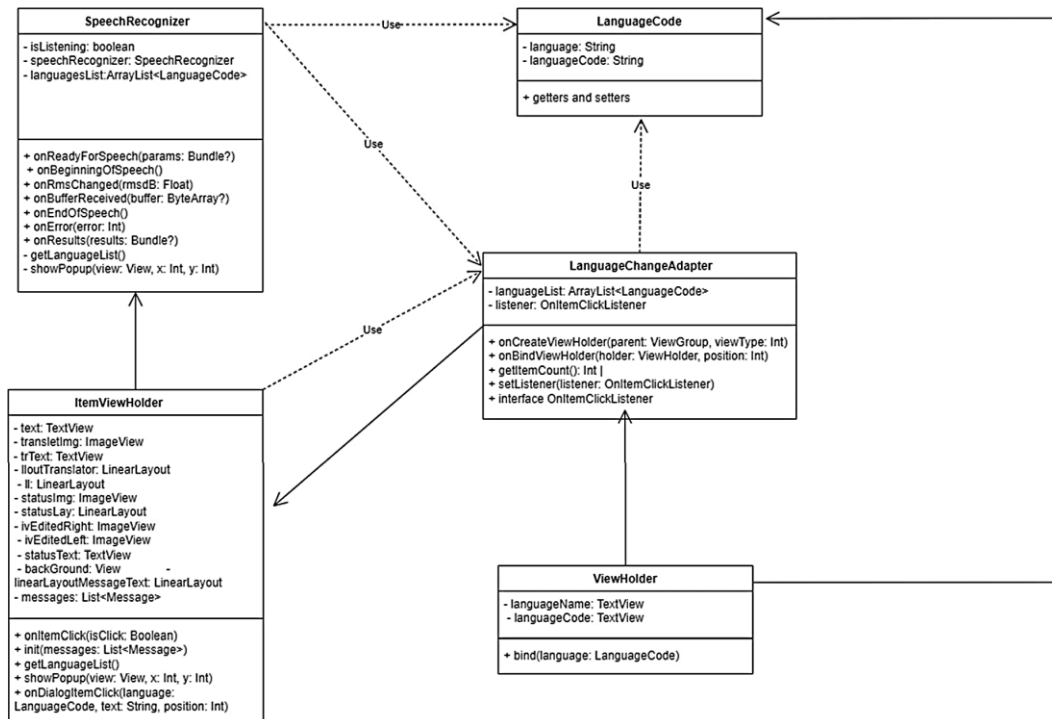 SpeechRecognizer
- isListening: boolean
- speechRecognizer: SpeechRecognizer
- languagesList:ArrayList<LanguageCode>
+ onReadyForSpeech(params: Bundle?)
+ onBeginningOfSpeech()
+ onRmsChanged(rmsdB: Float)
+ onBufferReceived(buffer: ByteArray?)
+ onEndOfSpeech()
+ onError(error: Int)
+ onResults(results: Bundle?)
- getLanguageList()
- showPopup(view: View, x: Int, y: Int)
Use
LanguageCode
- language: String
- languageCode: String
+ getters and setters
Use
Use
LanguageChangeAdapter
- languageList: ArrayList<LanguageCode>
- listener: OnItemClickListener
+ onCreateViewHolder(parent: ViewGroup, viewType: Int)
+ onBindViewHolder(holder: ViewHolder, position: Int)
+ getItemCount(): Int |
+ setListener(listener: OnItemClickListener)
+ interface OnItemClickListener
Use
ItemViewHolder
- text: TextView
- transletImg: ImageView
- trText: TextView
- lloutTranslator: LinearLayout
- ll: LinearLayout
- statusImg: ImageView
- statusLay: LinearLayout
- ivEditedRight: ImageView
- ivEditedLeft: ImageView
- statusText: TextView
- backGround: View -
linearLayoutMessageText: LinearLayout
- messages: List<Message>
+ onItemClick(isClick: Boolean)
+ init(messages: List<Message>)
+ getLanguageList()
+ showPopup(view: View, x: Int, y: Int)
+ onDialogItemClick(language:
LanguageCode, text: String, position: Int)
ViewHolder
- languageName: TextView
- languageCode: TextView
+ bind(language: LanguageCode)